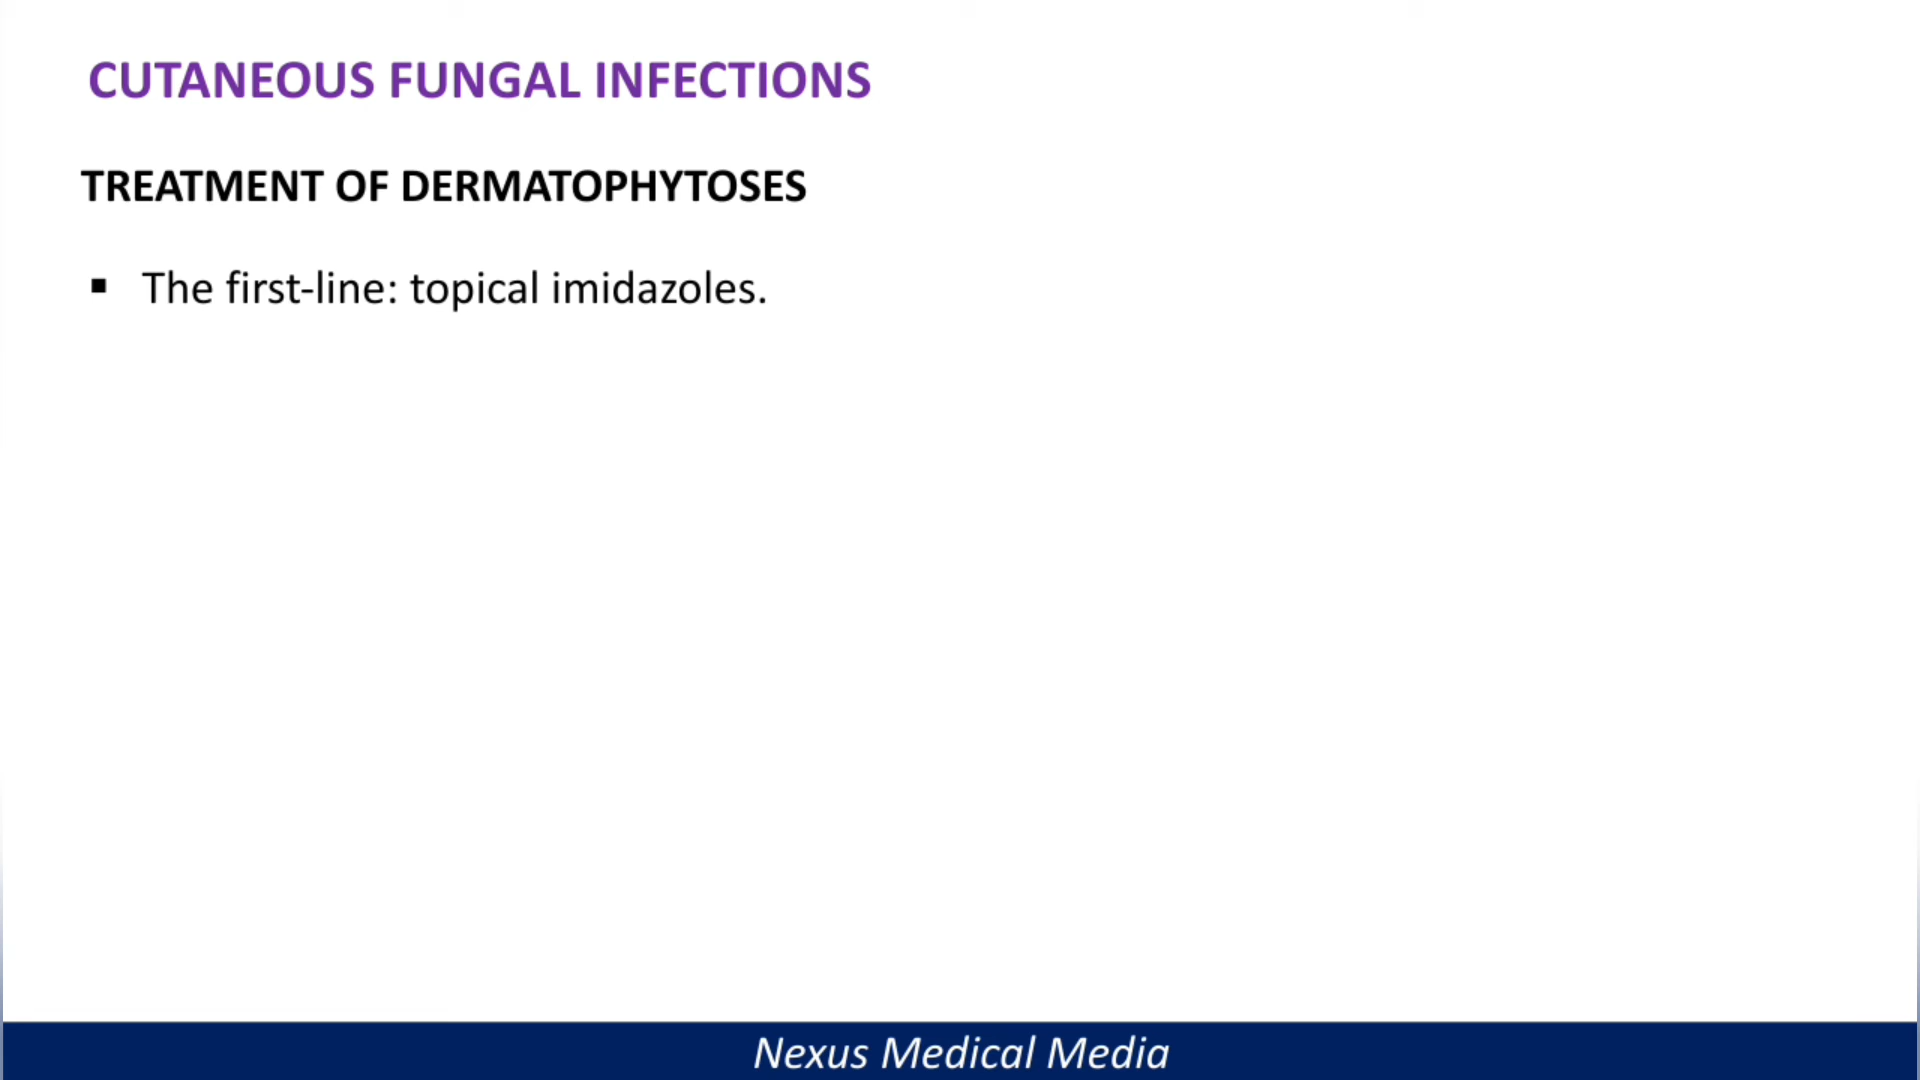 CUTANEOUS FUNGAL INFECTIONS
TREATMENT OF DERMATOPHYTOSES
▪ The first-line: topical imidazoles.
Nexus Medical Media